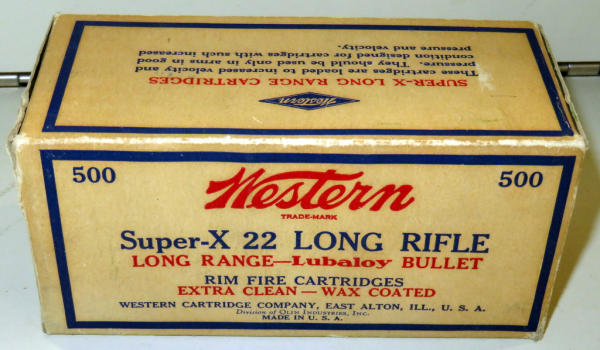 Western
SUPER-X LONG RANGE CARTRIDGES
These cartridges are loaded to increased velocity and
pressure. They should be used only in arms in good
condition designed for cartridges with such increased
pressure and velocity.
500
500
Western
TRADE-MARK
Super-X 22 LONG RIFLE
LONG RANGE—Lubaloy BULLET
RIM FIRE CARTRIDGES
EXTRA CLEAN — WAX COATED
WESTERN CARTRIDGE COMPANY, EAST ALTON, ILL., U. S. A.
Division of OLIN INDUSTRIES, INC.
MADE IN U. S. A.